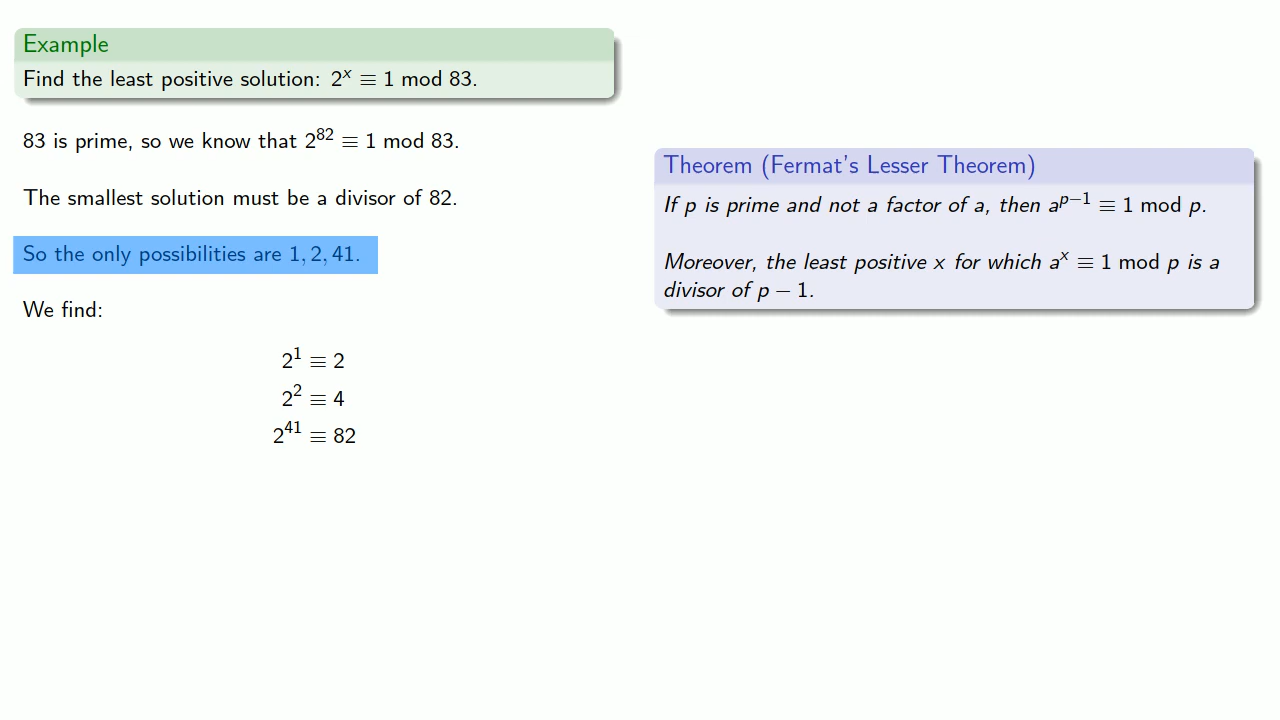 Example
Find the least positive solution: 2^x ≡ 1 mod 83.
83 is prime, so we know that 2^82 ≡ 1 mod 83.
The smallest solution must be a divisor of 82.
So the only possibilities are 1, 2, 41.
We find:
2^1 ≡ 2
2^2 ≡ 4
2^41 ≡ 82
Theorem (Fermat's Lesser Theorem)
If p is prime and not a factor of a, then a^{p−1} ≡ 1 mod p.
Moreover, the least positive x for which a^x ≡ 1 mod p is a
divisor of p − 1.